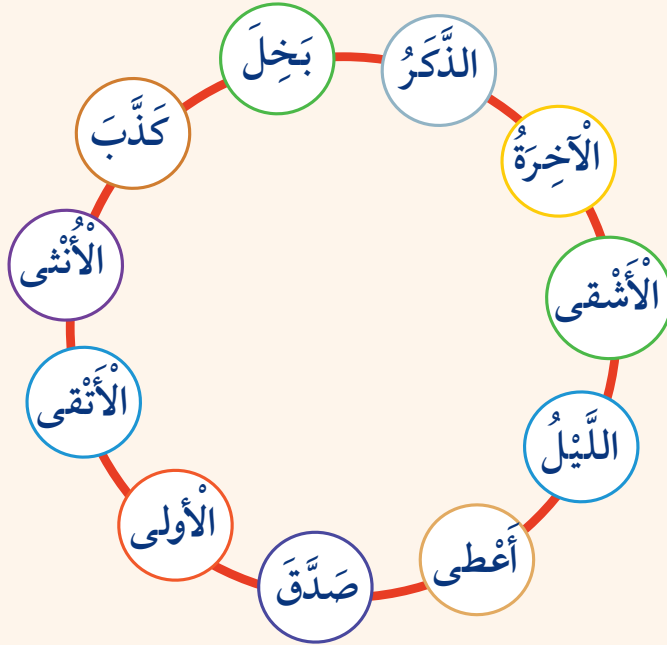 الذَّكَرُ
الْآخِرَةُ
الْأَشْقى
اللَّيْلُ
أَعْطى
صَدَّقَ
الْأولى
الْأَتْقى
الْأُنْثى
كَذَّبَ
بَخِلَ